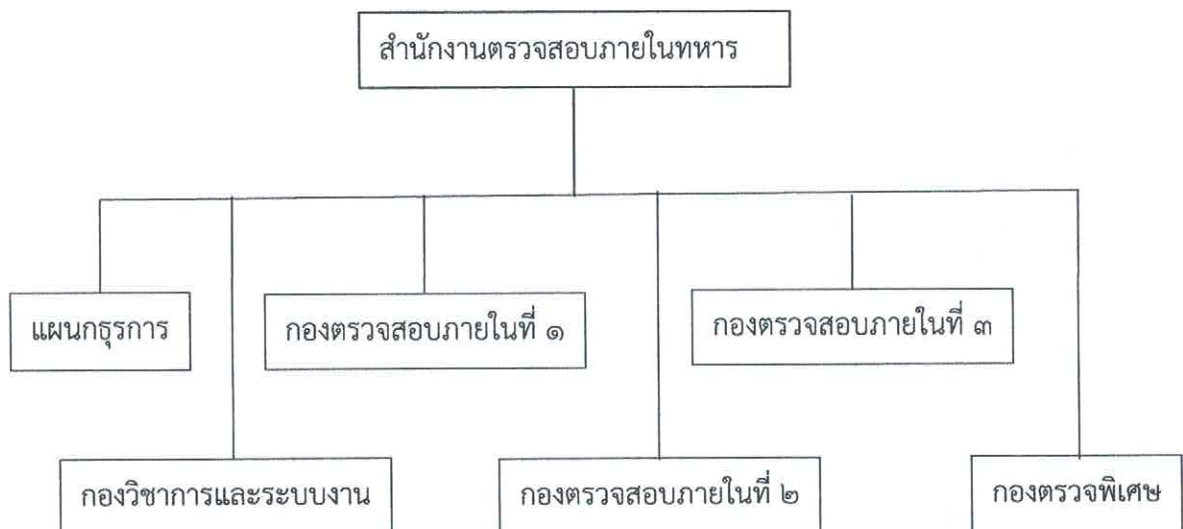 สำนักงานตรวจสอบภายในทหาร
แผนกธุรการ
กองตรวจสอบภายในที่ ๑
กองตรวจสอบภายในที่ ๓
กองวิชาการและระบบงาน
กองตรวจสอบภายในที่ ๒
กองตรวจพิเศษ